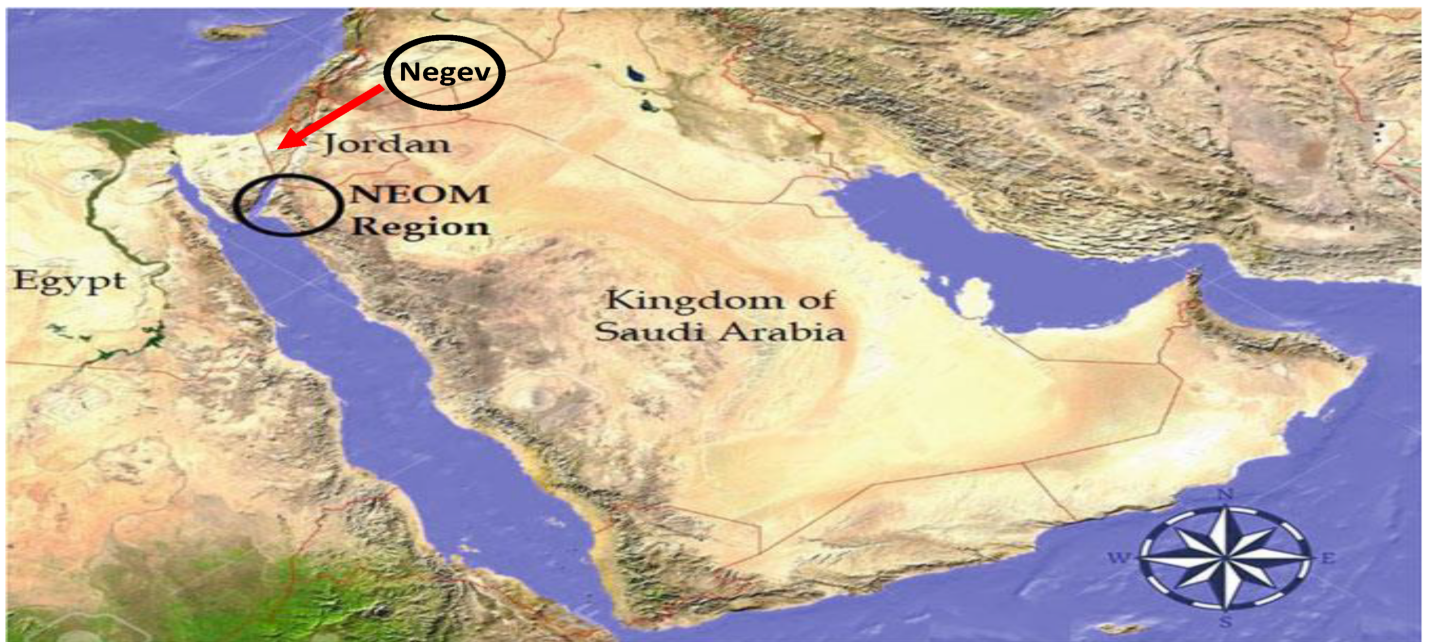 Negev
Jordan
NEOM
Region
Egypt
Kingdom of
Saudi Arabia
N
W
E
S